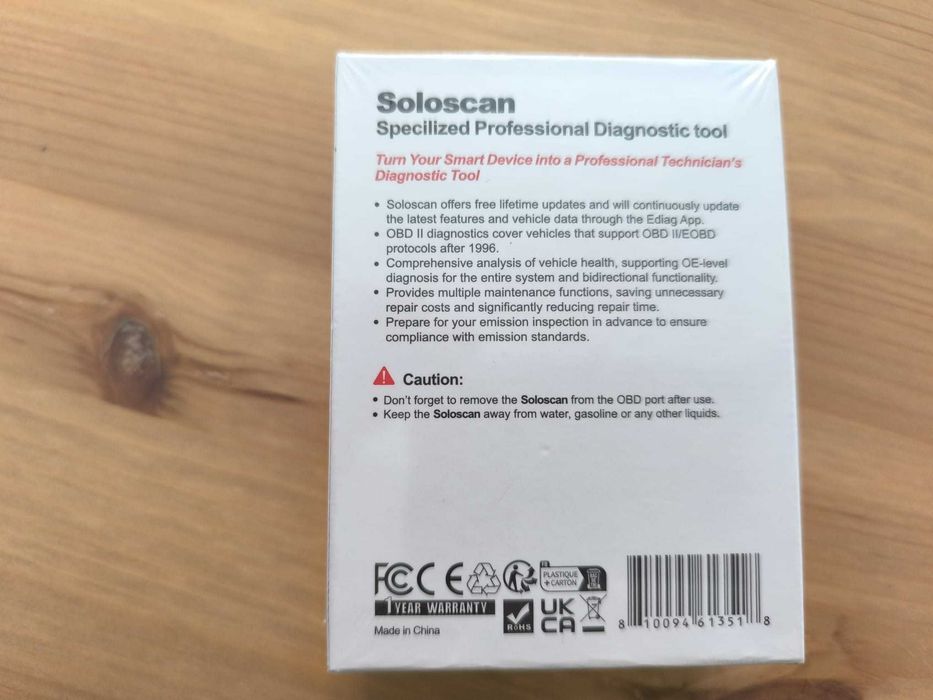 Soloscan
Specilized Professional Diagnostic tool
Turn Your Smart Device into a Professional Technician's
Diagnostic Tool
• Soloscan offers free lifetime updates and will continuously update
the latest features and vehicle data through the Ediag App.
• OBD II diagnostics cover vehicles that support OBD II/EOBD
protocols after 1996.
• Comprehensive analysis of vehicle health, supporting OE-level
diagnosis for the entire system and bidirectional functionality.
• Provides multiple maintenance functions, saving unnecessary
repair costs and significantly reducing repair time.
• Prepare for your emission inspection in advance to ensure
compliance with emission standards.
Caution:
• Don't forget to remove the Soloscan from the OBD port after use.
• Keep the Soloscan away from water, gasoline or any other liquids.
FC CE
FR
PLASTIQUE
+ CARTON
1 YEAR WARRANTY
RoHS
UK
CA
Made in China
8 10094 61351 8